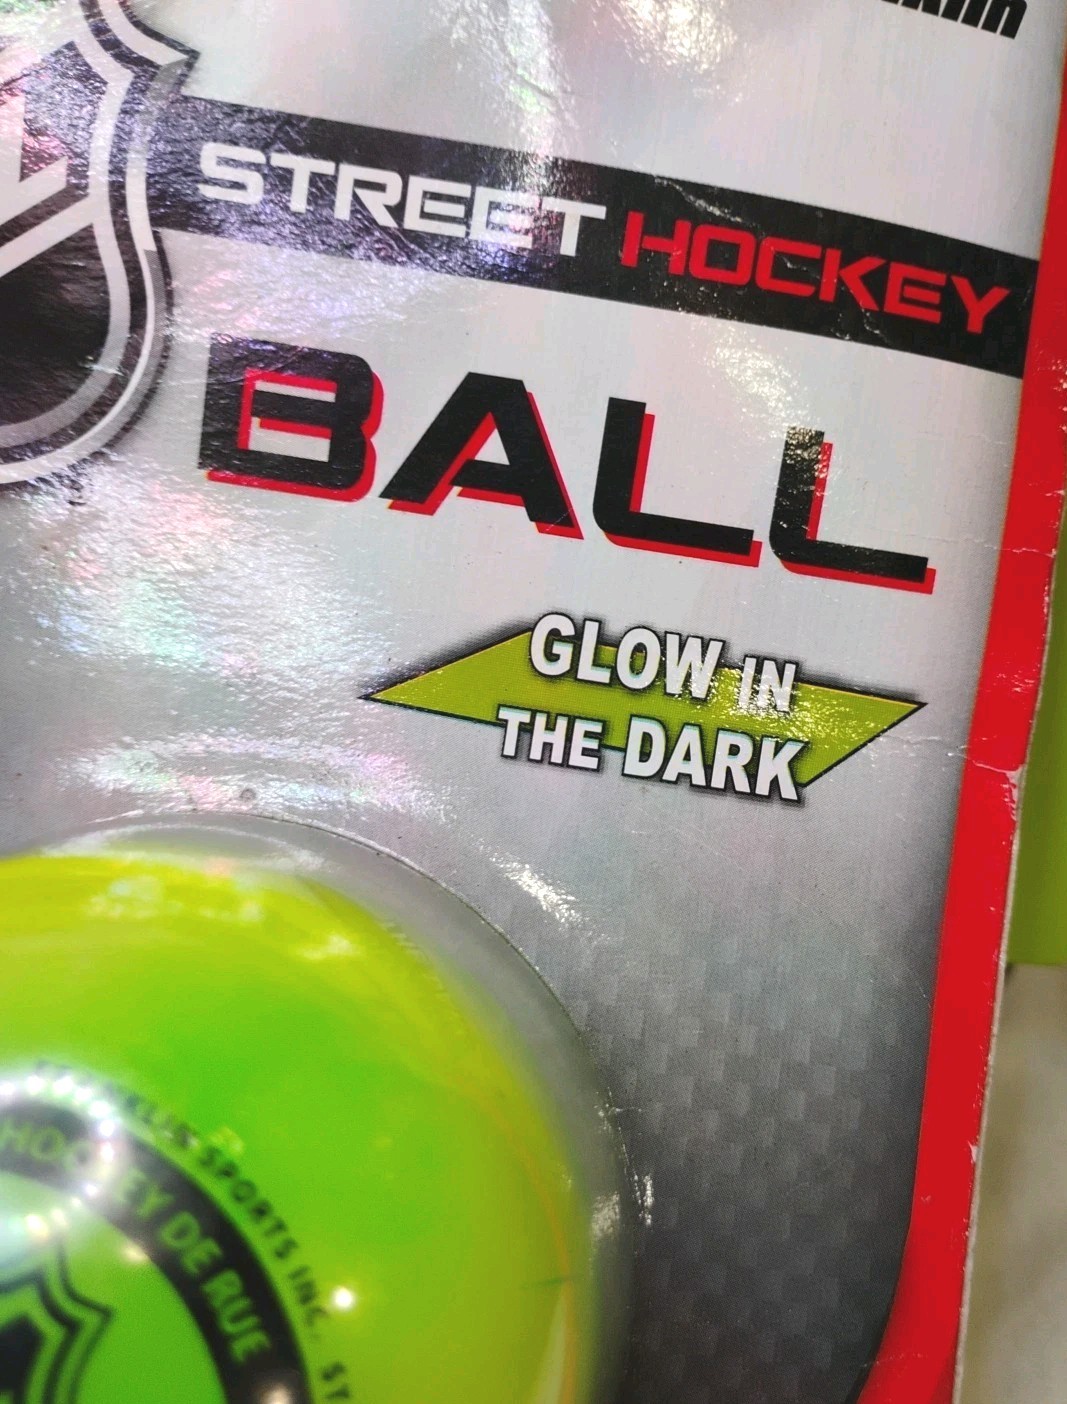 STREET HOCKEY
BALL
GLOW IN
THE DARK
SPORTS INC.
HOCKEY DE RUE